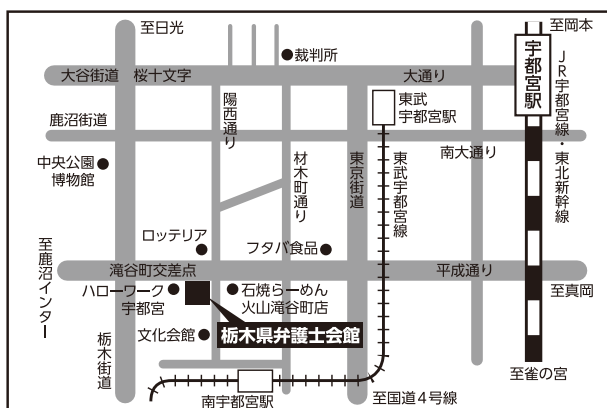 至日光
至岡本
裁判所
大谷街道
桜十文字
大通り
宇都宮駅
JR宇都宮線・東北新幹線
東武
宇都宮駅
陽西通り
鹿沼街道
南大通り
中央公園
博物館
材木町通り
東京街道
東武宇都宮線
ロッテリア
フタバ食品
至鹿沼インター
滝谷町交差点
平成通り
ハローワーク
宇都宮
石焼らーめん
火山滝谷町店
至真岡
栃木街道
文化会館
栃木県弁護士会館
至雀の宮
南宇都宮駅
至国道4号線